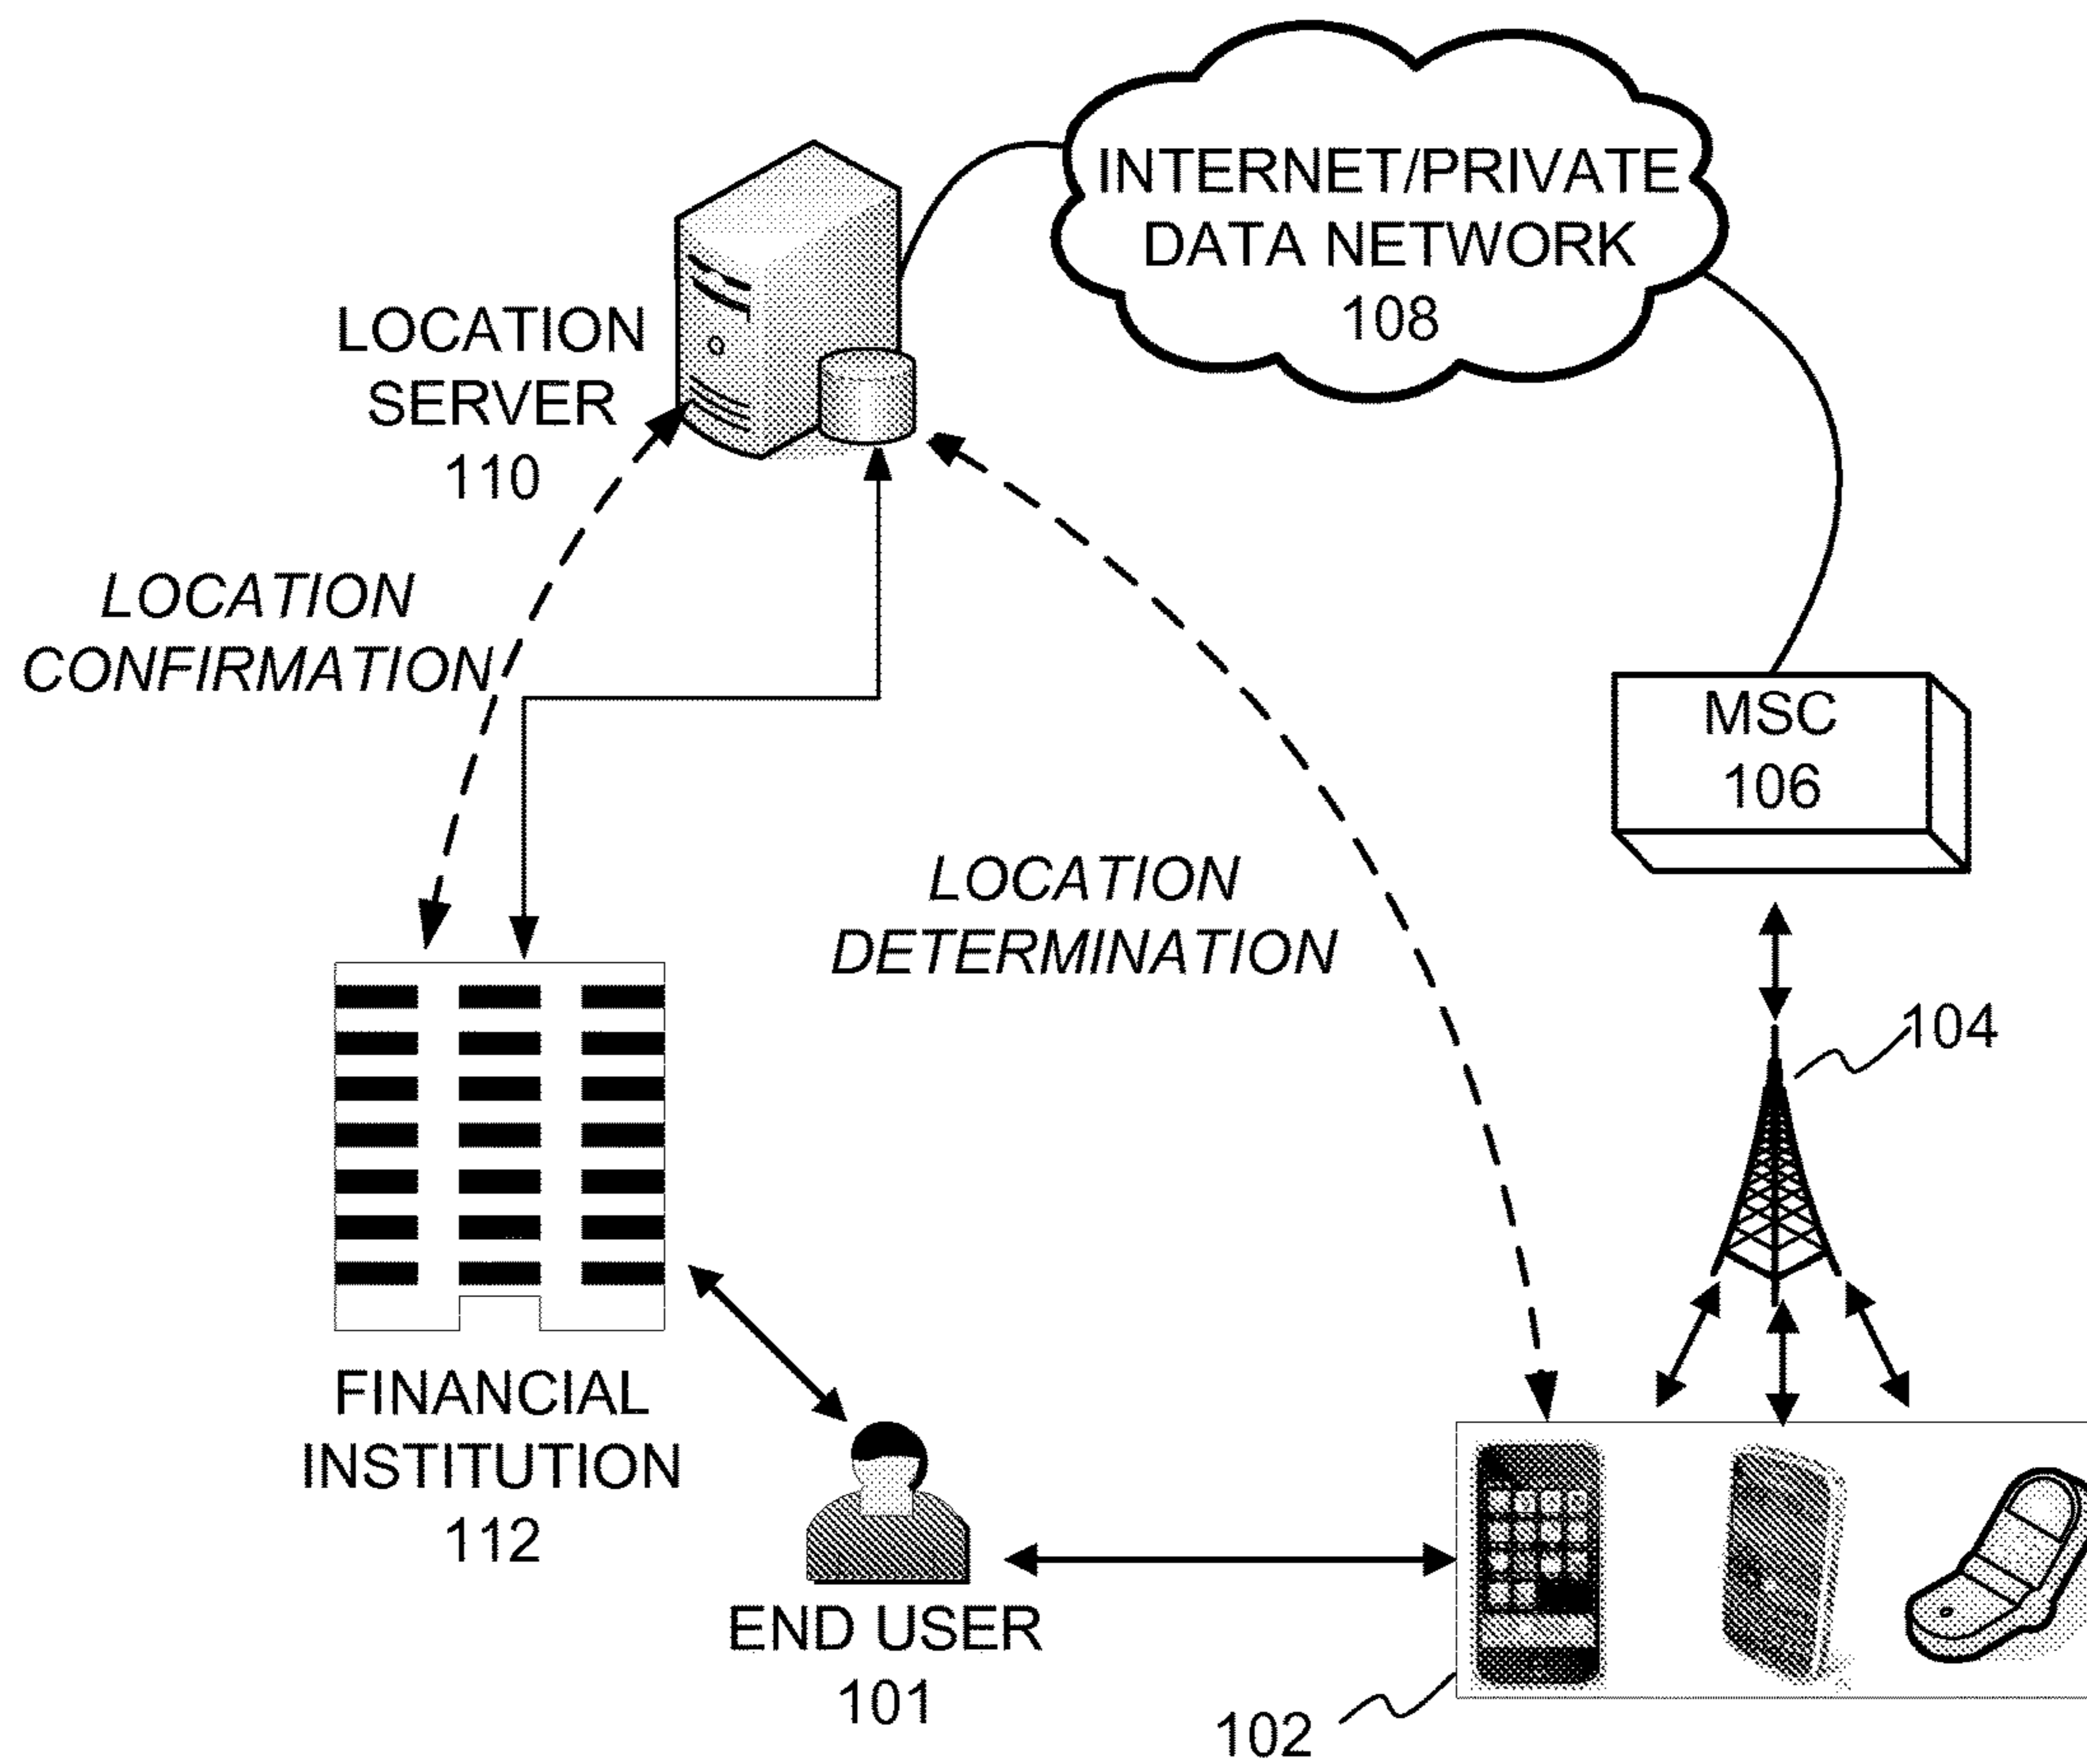 INTERNET/PRIVATE
DATA NETWORK
108
LOCATION
SERVER
110
LOCATION
CONFIRMATION
MSC
106
LOCATION
DETERMINATION
104
FINANCIAL
INSTITUTION
112
END USER
101
102